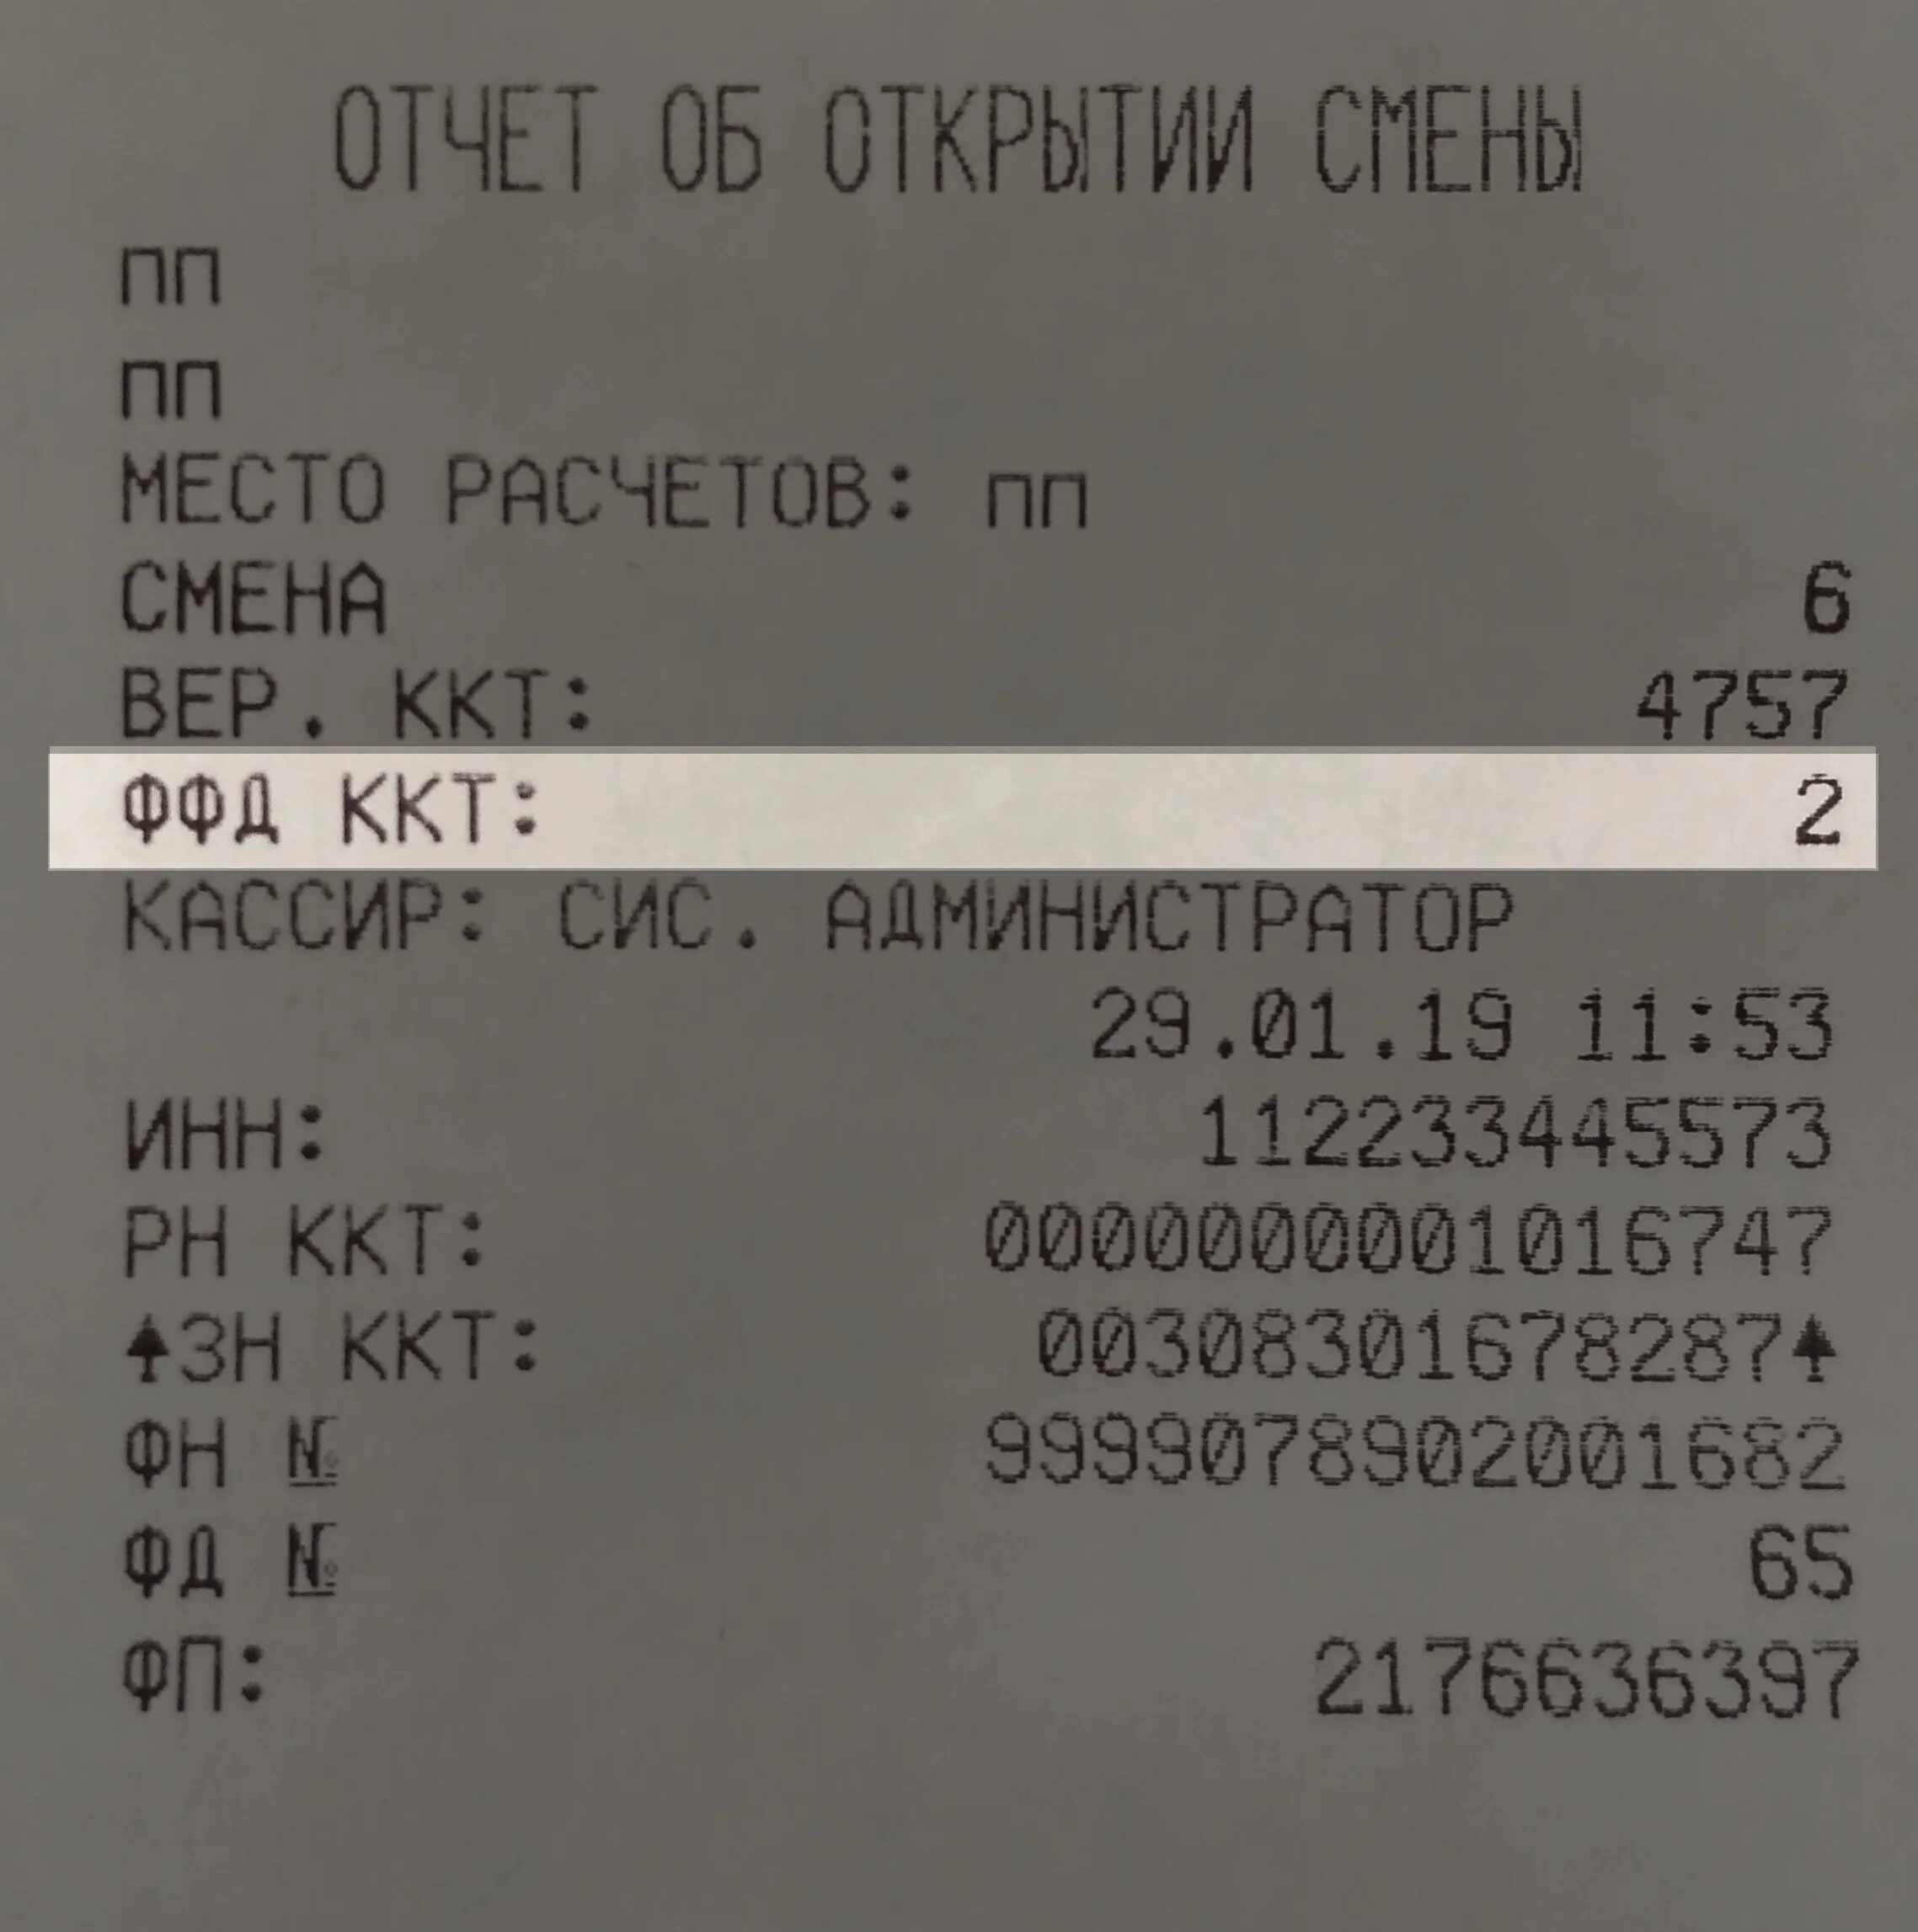 ОТЧЕТ ОБ ОТКРЫТИИ СМЕНЫ
ПП
ПП
МЕСТО РАСЧЕТОВ: ПП
СМЕНА 6
ВЕР. ККТ: 4757
ФФД ККТ: 2
КАССИР: СИС. АДМИНИСТРАТОР
29.01.19 11:53
ИНН: 112233445573
РН ККТ: 0000000001016747
ЗН ККТ: 00308301678287
ФН № 9999078902001682
ФД № 65
ФП: 2176636397